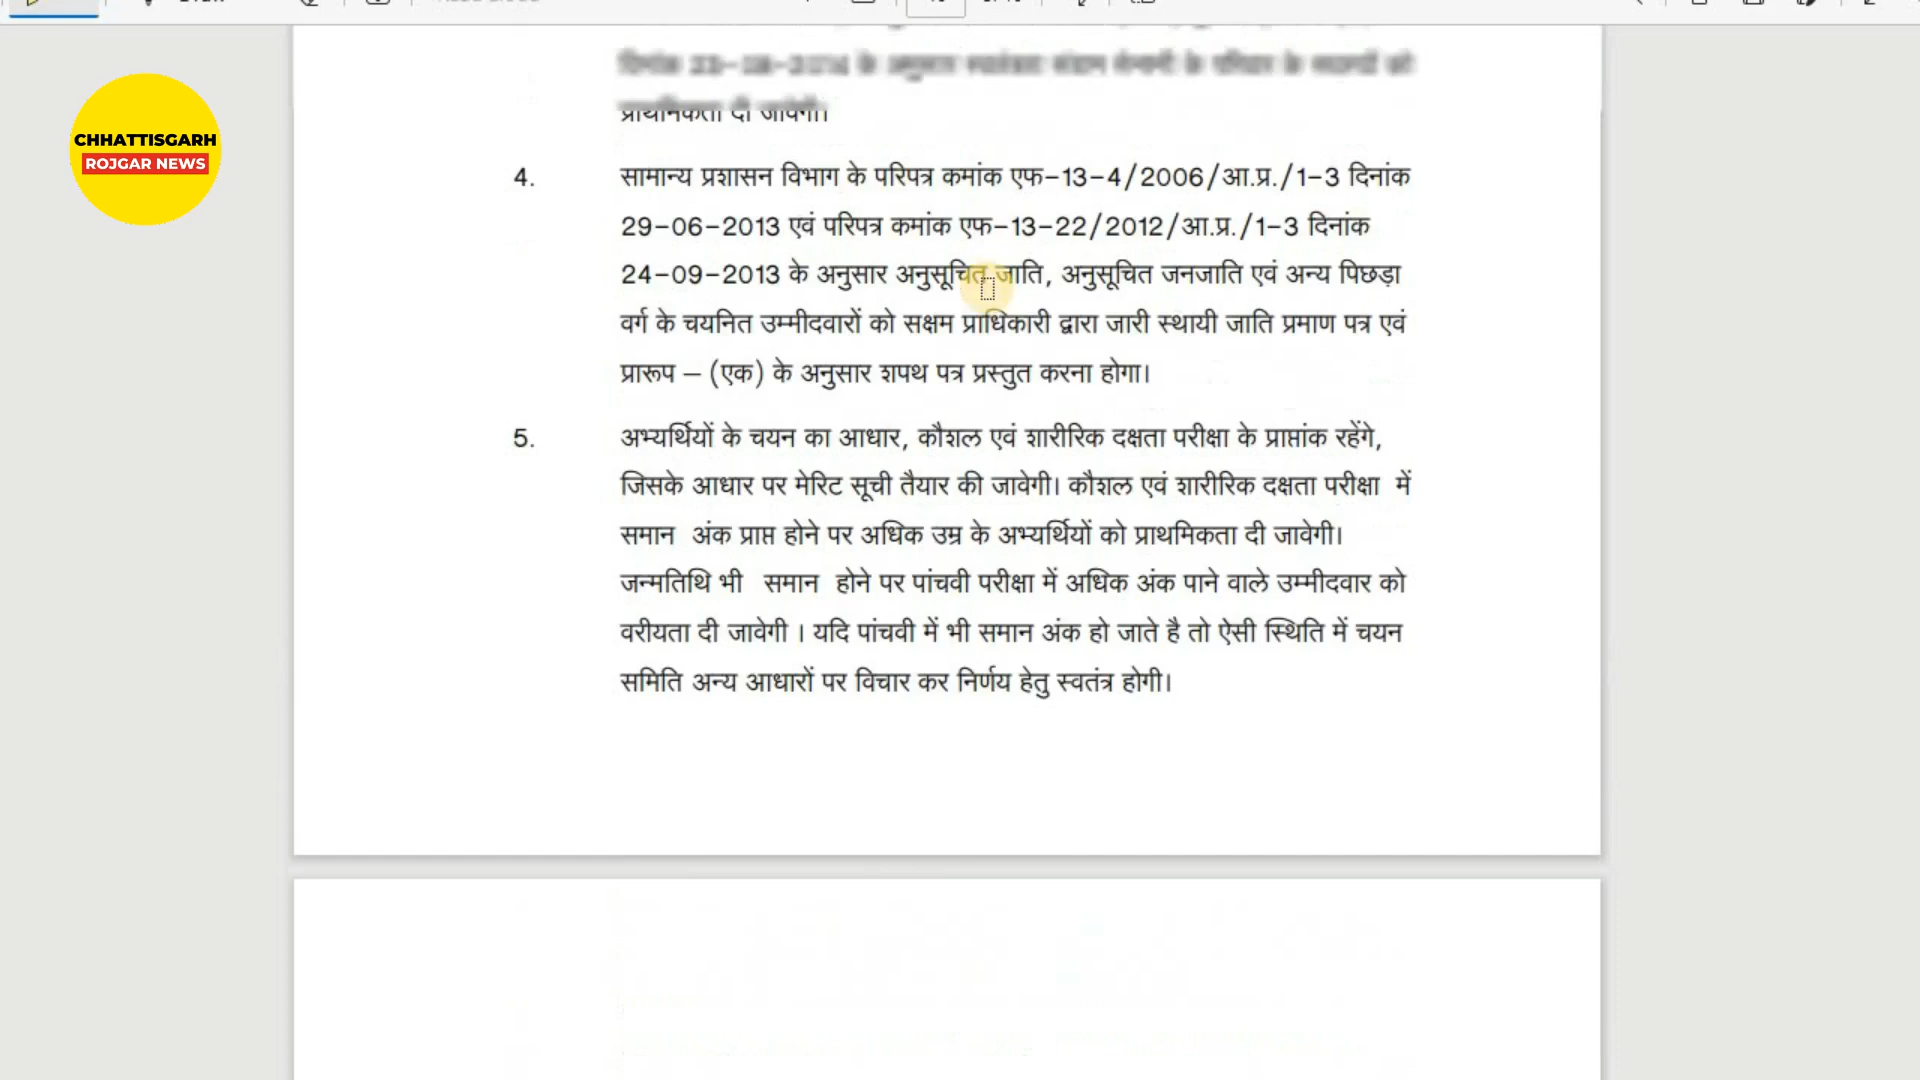 CHHATTISGARH
ROJGAR NEWS
प्राथमिकता दी जावेगी।
4. सामान्य प्रशासन विभाग के परिपत्र कमांक एफ-13-4/2006/आ.प्र./1-3 दिनांक
29-06-2013 एवं परिपत्र कमांक एफ-13-22/2012/आ.प्र./1-3 दिनांक
24-09-2013 के अनुसार अनुसूचित जाति, अनुसूचित जनजाति एवं अन्य पिछड़ा
वर्ग के चयनित उम्मीदवारों को सक्षम प्राधिकारी द्वारा जारी स्थायी जाति प्रमाण पत्र एवं
प्रारूप – (एक) के अनुसार शपथ पत्र प्रस्तुत करना होगा।
5. अभ्यर्थियों के चयन का आधार, कौशल एवं शारीरिक दक्षता परीक्षा के प्राप्तांक रहेंगे,
जिसके आधार पर मेरिट सूची तैयार की जावेगी। कौशल एवं शारीरिक दक्षता परीक्षा में
समान अंक प्राप्त होने पर अधिक उम्र के अभ्यर्थियों को प्राथमिकता दी जावेगी।
जन्मतिथि भी समान होने पर पांचवी परीक्षा में अधिक अंक पाने वाले उम्मीदवार को
वरीयता दी जावेगी । यदि पांचवी में भी समान अंक हो जाते है तो ऐसी स्थिति में चयन
समिति अन्य आधारों पर विचार कर निर्णय हेतु स्वतंत्र होगी।